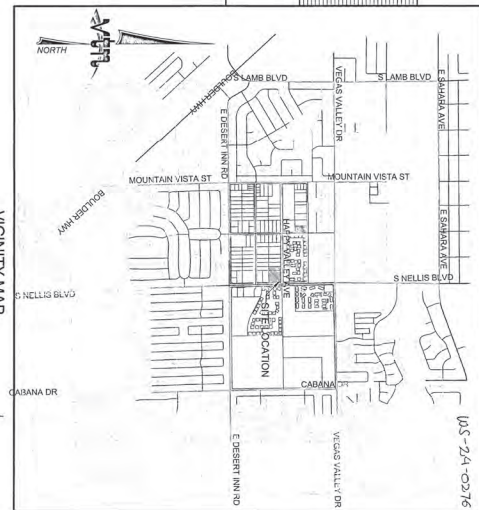 NORTH
BOULDER HWY
S LAMB BLVD
S LAMB BLVD
E DESERT INN RD
VEGAS VALLEY DR
E SAHARA AVE
MOUNTAIN VISTA ST
MOUNTAIN VISTA ST
BOULDER HWY
HAPPY VALLEY AVE
E SAHARA AVE
S NELLIS BLVD
S NELLIS BLVD
SITE LOCATION
CABANA DR
CABANA DR
E DESERT INN RD
VEGAS VALLEY DR
WS-24-0276
VICINITY MAP